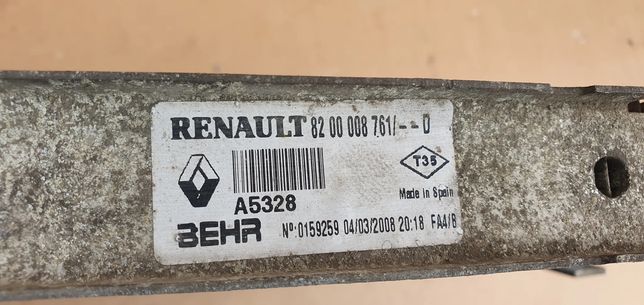 RENAULT 82 00 008 761/--D
T35
Made in Spain
A5328
BEHR Nº:0159259 04/03/2008 20:18 FA4/B